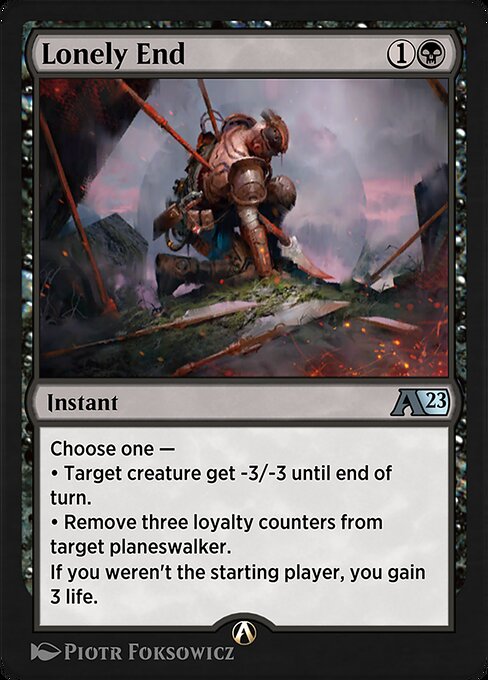 Lonely End 1
Instant A23
Choose one —
• Target creature get -3/-3 until end of
turn.
• Remove three loyalty counters from
target planeswalker.
If you weren't the starting player, you gain
3 life.
Piotr Foksowicz